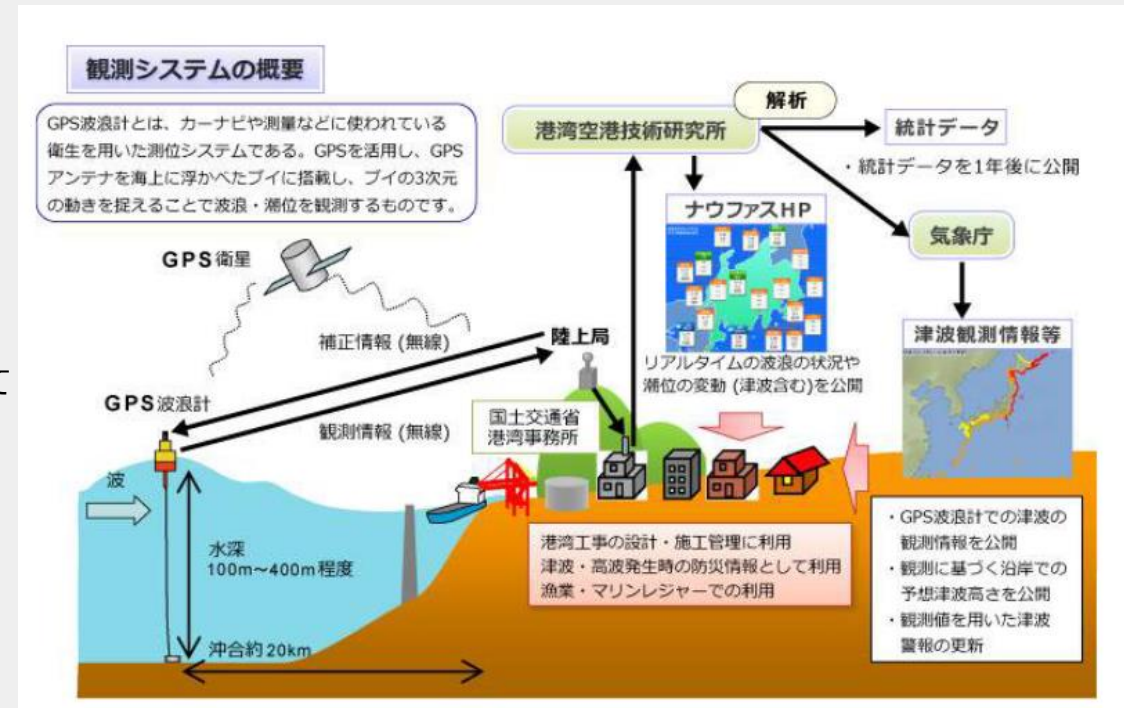 観測システムの概要
GPS波浪計とは、カーナビや測量などに使われている
衛生を用いた測位システムである。GPSを活用し、GPS
アンテナを海上に浮かべたブイに搭載し、ブイの3次元
の動きを捉えることで波浪・潮位を観測するものです。
解析
港湾空港技術研究所
統計データ
・統計データを1年後に公開
ナウファスHP
気象庁
GPS衛星
陸上局
補正情報 (無線)
津波観測情報等
リアルタイムの波浪の状況や
潮位の変動 (津波含む)を公開
GPS波浪計
観測情報 (無線)
国土交通省
港湾事務所
波
水深
100m～400m程度
沖合約20km
港湾工事の設計・施工管理に利用
津波・高波発生時の防災情報として利用
漁業・マリンレジャーでの利用
・GPS波浪計での津波の
観測情報を公開
・観測に基づく沿岸での
予想津波高さを公開
・観測値を用いた津波
警報の更新